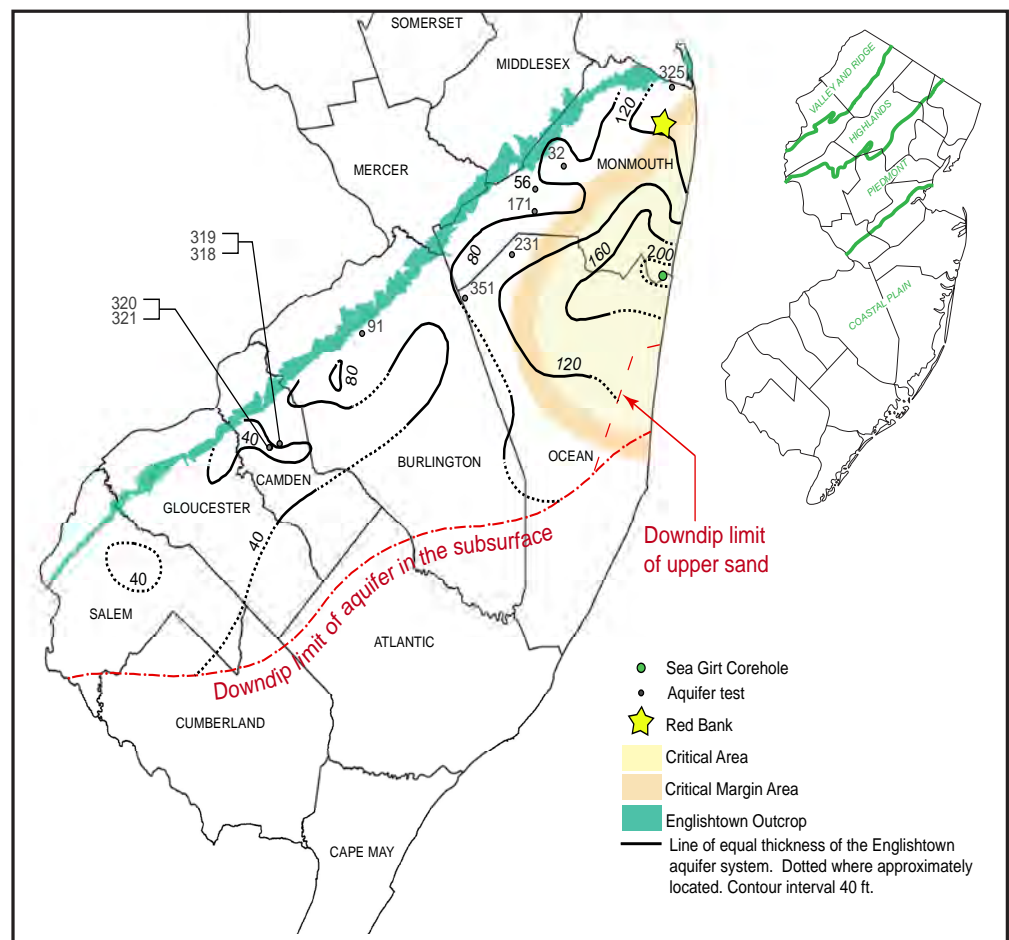 SOMERSET
MIDDLESEX
325
120
MERCER
32
MONMOUTH
56
171
319
318
80
231
160
200
320
321
351
91
80
120
40
BURLINGTON
OCEAN
CAMDEN
GLOUCESTER
40
Downdip limit
of upper sand
40
SALEM
Downdip limit of aquifer in the subsurface
ATLANTIC
CUMBERLAND
CAPE MAY
VALLEY AND RIDGE
HIGHLANDS
PIEDMONT
COASTAL PLAIN
Sea Girt Corehole
Aquifer test
Red Bank
Critical Area
Critical Margin Area
Englishtown Outcrop
Line of equal thickness of the Englishtown
aquifer system. Dotted where approximately
located. Contour interval 40 ft.